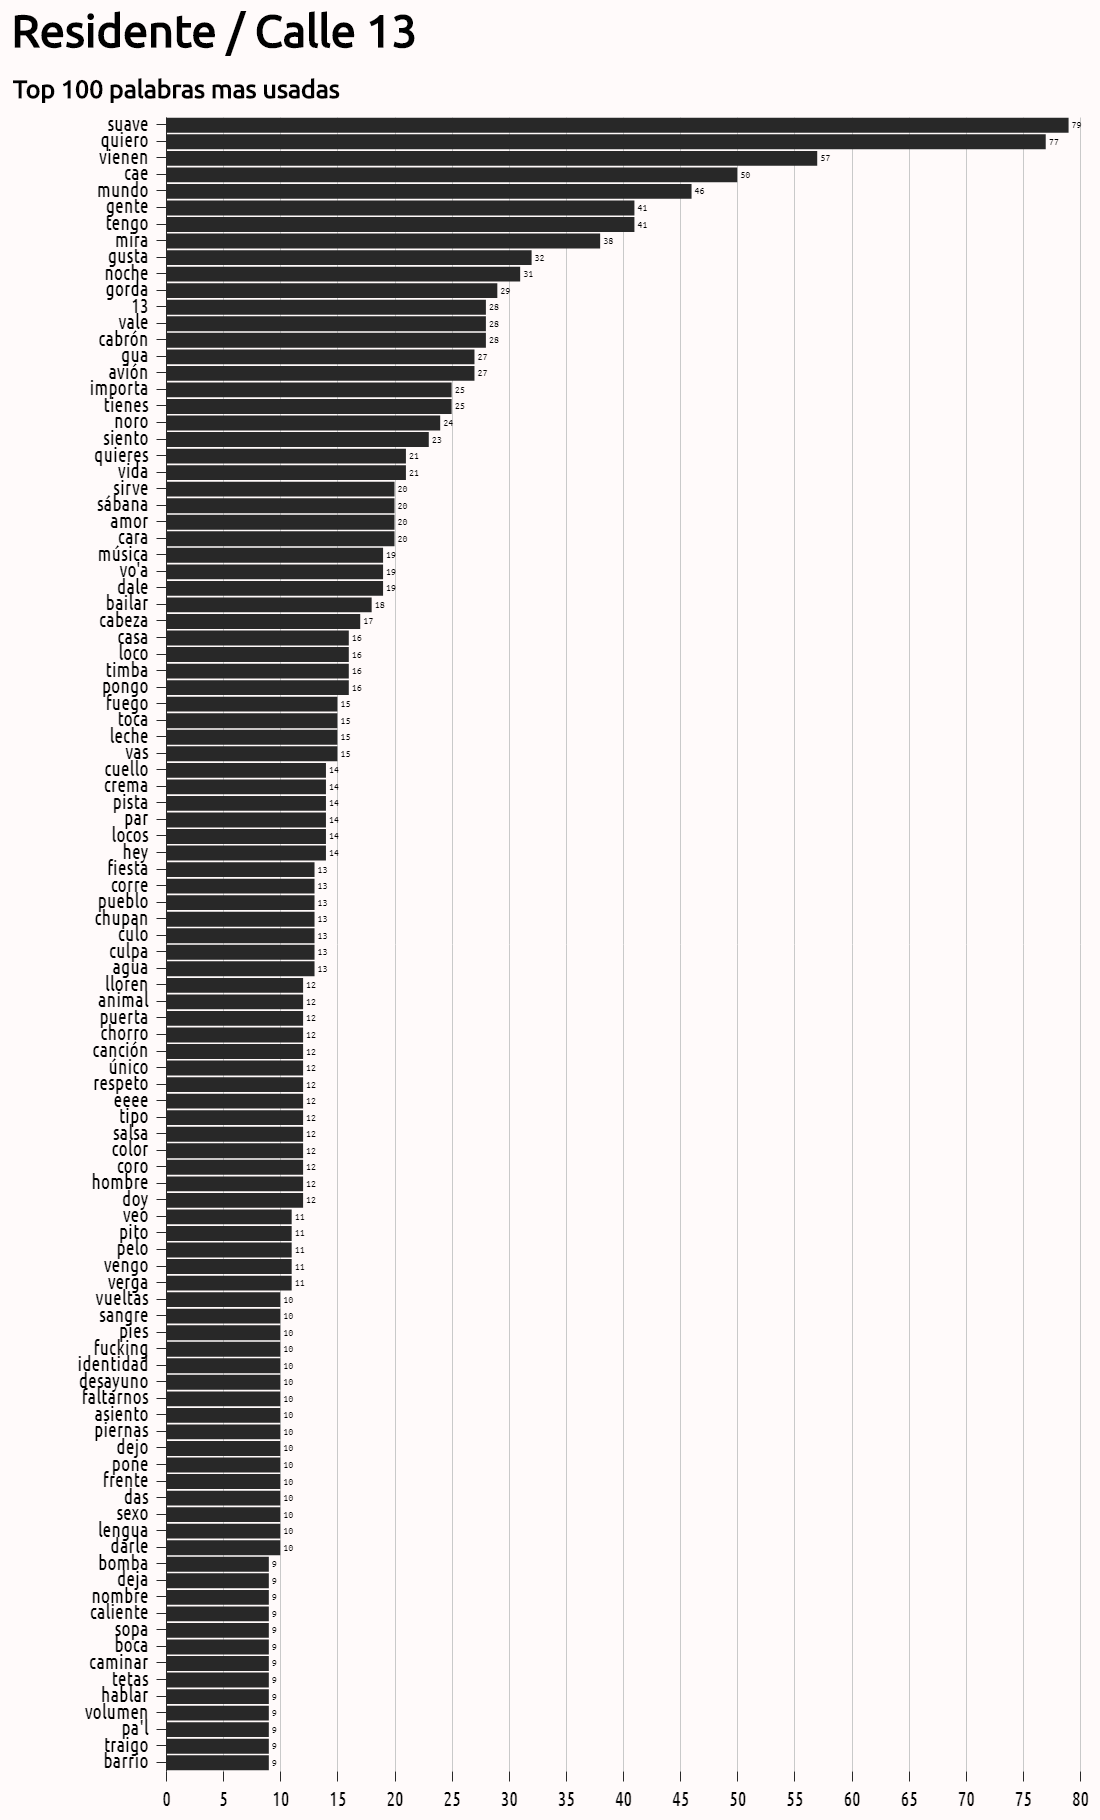 Residente / Calle 13
Top 100 palabras mas usadas
suave 79
quiero 77
vienen 57
cae 50
mundo 46
gente 41
tengo 41
mira 38
gusta 32
noche 31
gorda 29
13 28
vale 28
cabrón 28
gua 27
avión 27
importa 25
tienes 25
noro 24
siento 23
quieres 21
vida 21
sirve 20
sábana 20
amor 20
cara 20
música 19
vo'a 19
dale 19
bailar 18
cabeza 17
casa 16
loco 16
timba 16
pongo 16
fuego 15
toca 15
leche 15
vas 15
cuello 14
crema 14
pista 14
par 14
locos 14
hey 14
fiesta 13
corre 13
pueblo 13
chupan 13
culo 13
culpa 13
agua 13
lloren 12
animal 12
puerta 12
chorro 12
canción 12
único 12
respeto 12
eeee 12
tipo 12
salsa 12
color 12
coro 12
hombre 12
doy 12
veo 11
pito 11
pelo 11
vengo 11
verga 11
vueltas 10
sangre 10
pies 10
fucking 10
identidad 10
desayuno 10
faltarnos 10
asiento 10
piernas 10
dejo 10
pone 10
frente 10
das 10
sexo 10
lengua 10
darle 10
bomba 9
deja 9
nombre 9
caliente 9
sopa 9
boca 9
caminar 9
tetas 9
hablar 9
volumen 9
pa'l 9
traigo 9
barrio 9
0 5 10 15 20 25 30 35 40 45 50 55 60 65 70 75 80